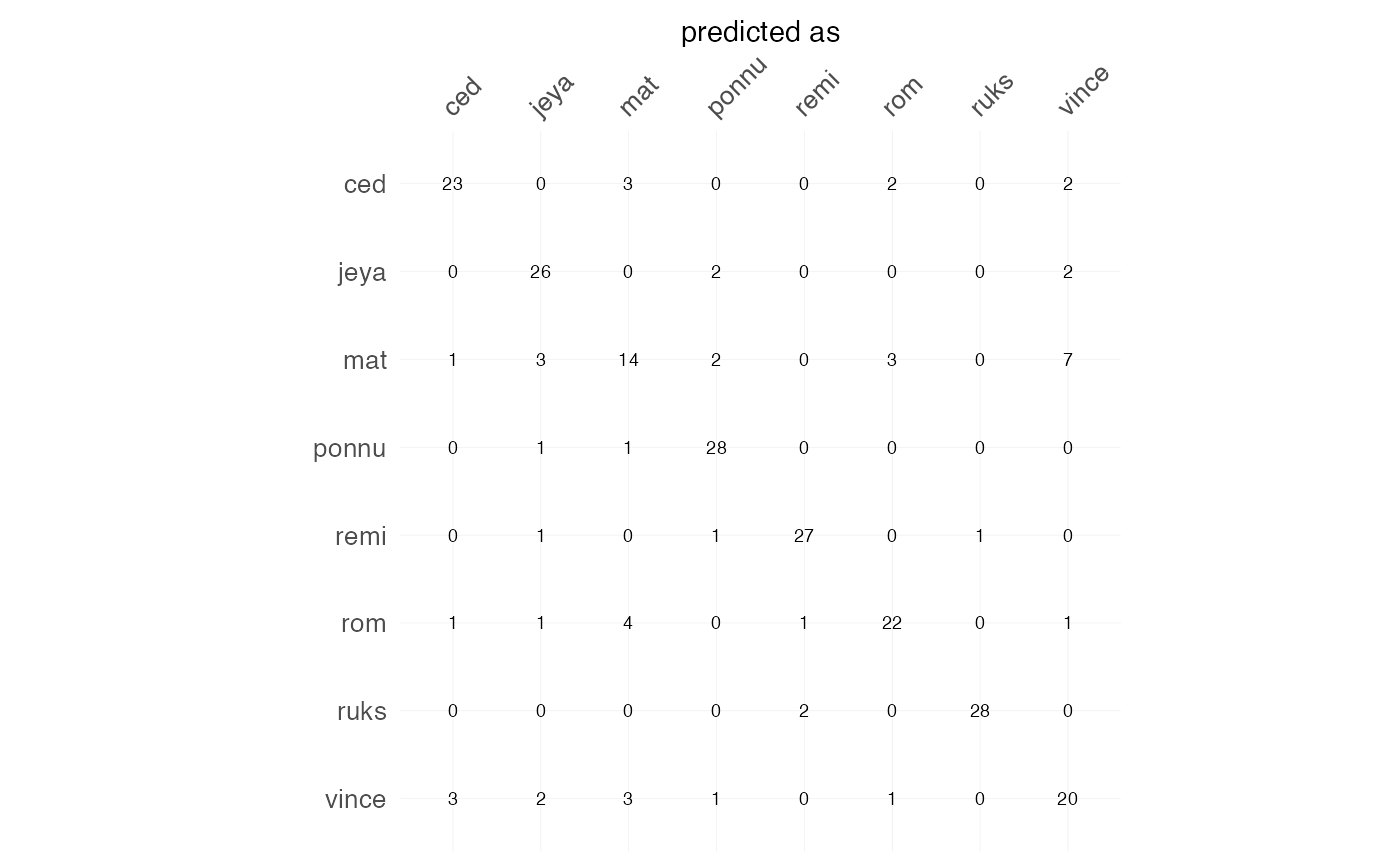 predicted as
ced jeya mat ponnu remi rom ruks vince
ced 23 0 3 0 0 2 0 2
jeya 0 26 0 2 0 0 0 2
mat 1 3 14 2 0 3 0 7
ponnu 0 1 1 28 0 0 0 0
remi 0 1 0 1 27 0 1 0
rom 1 1 4 0 1 22 0 1
ruks 0 0 0 0 2 0 28 0
vince 3 2 3 1 0 1 0 20